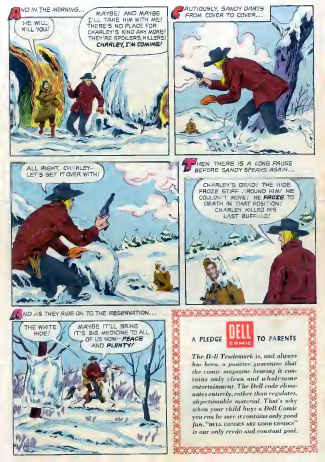 AND IN THE MORNING...
HE WILL
KILL YOU!
MAYBE! AND MAYBE
I'LL TAKE HIM WITH ME!
THERE'S NO PLACE FOR
CHARLEY'S KIND ANY MORE!
THEY'RE SPOILERS, KILLERS!
CHARLEY, I'M COMING!
CAUTIOUSLY, SANDY DARTS
FROM COVER TO COVER...
ALL RIGHT, CHARLEY--
LET'S GET IT OVER WITH!
THEN THERE IS A LONG PAUSE
BEFORE SANDY SPEAKS AGAIN...
CHARLEY'S DEAD! THE HIDE
FROZE STIFF 'ROUND HIM! HE
COULDN'T MOVE! HE FROZE TO
DEATH IN THAT POSITION!
CHARLEY KILLED HIS
LAST BUFFALO!
AND AS THEY RIDE ON TO THE RESERVATION...
THE WHITE
HIDE!
MAYBE IT'LL BRING
ITS BIG MEDICINE TO ALL
OF US NOW--PEACE
AND PLENTY!
A PLEDGE DELL COMIC TO PARENTS
The Dell Trademark is, and always
has been, a positive guarantee that
the comic magazine bearing it con-
tains only clean and wholesome
entertainment. The Dell code elimi-
nates entirely, rather than regulates,
objectionable material. That's why
when your child buys a Dell Comic
you can be sure it contains only good
fun. "DELL COMICS ARE GOOD COMICS"
is our only credo and constant goal.